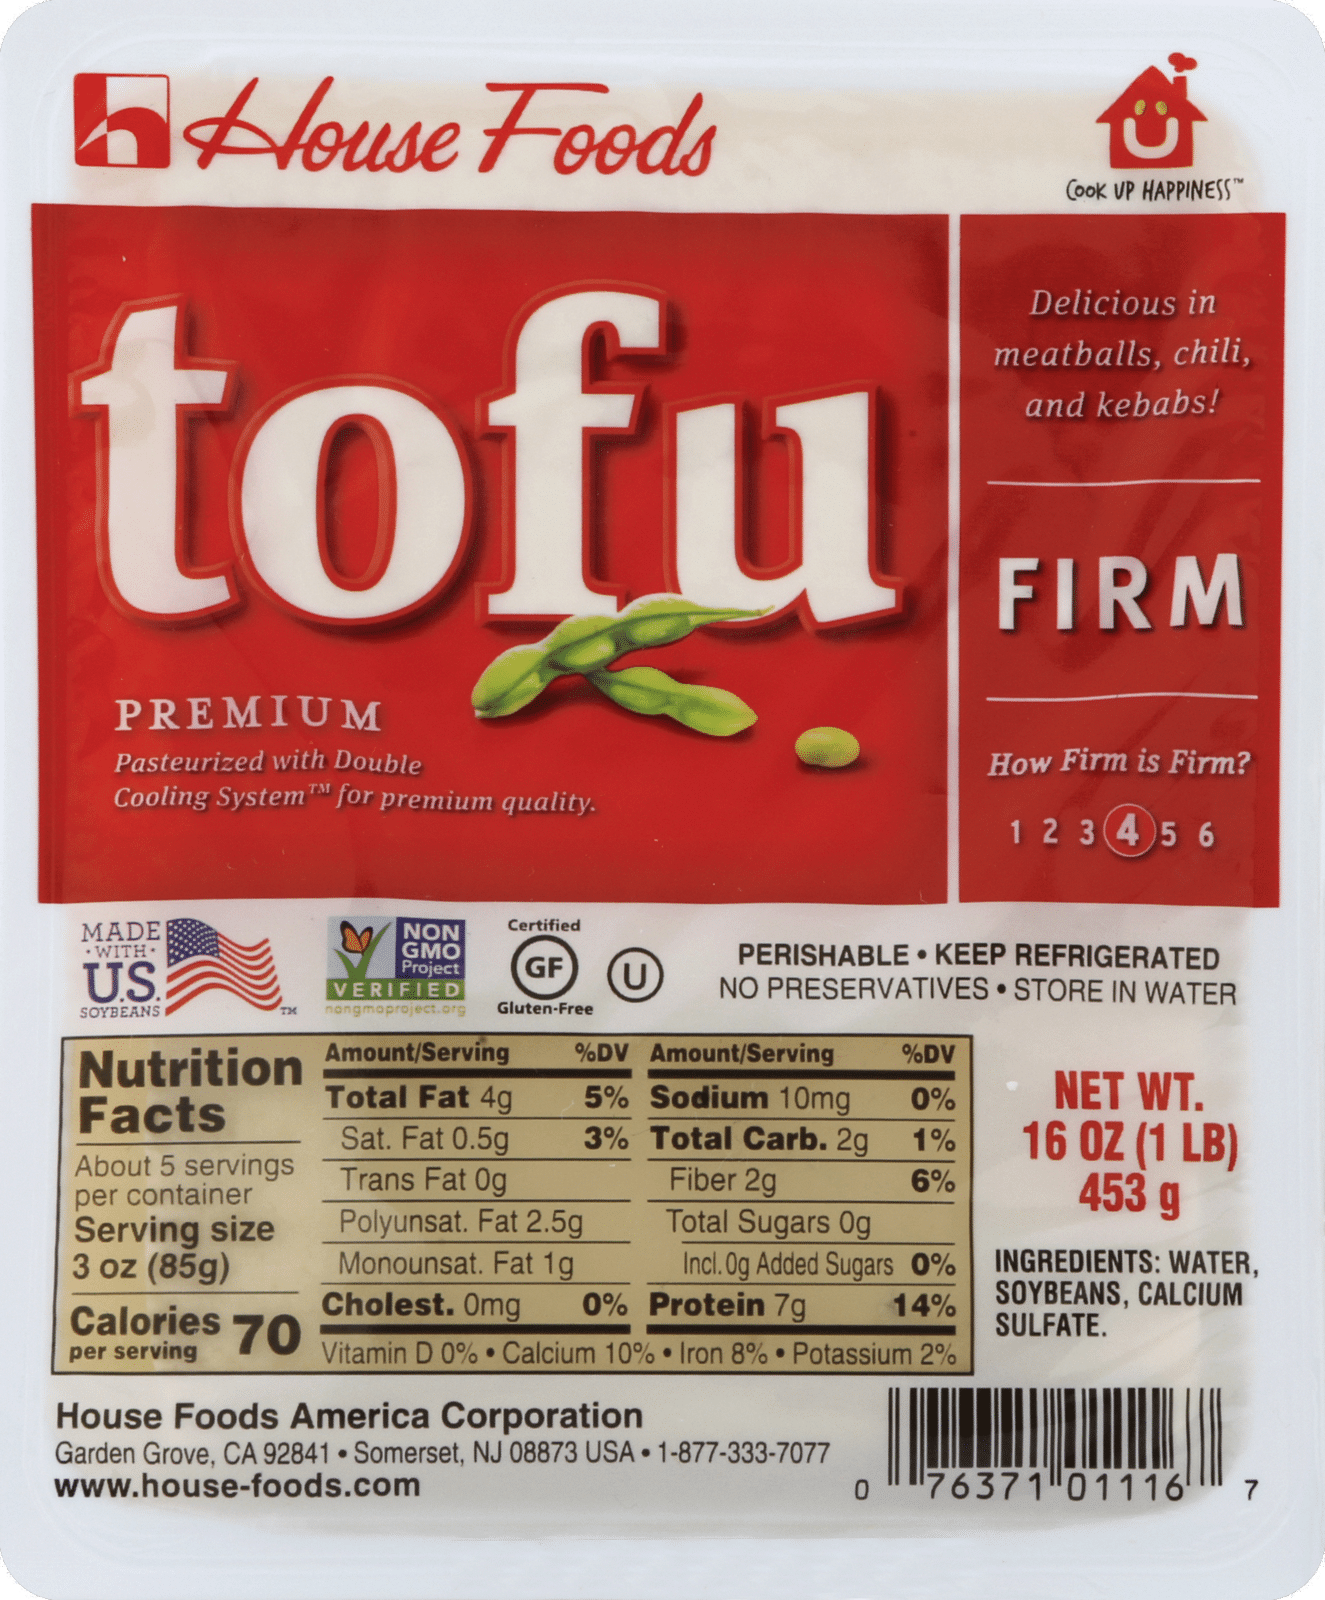 House Foods
COOK UP HAPPINESS™
tofu
PREMIUM
Pasteurized with Double
Cooling System™ for premium quality.
Delicious in
meatballs, chili,
and kebabs!
FIRM
How Firm is Firm?
1 2 3 4 5 6
MADE
• WITH •
U.S.
SOYBEANS
TM
NON
GMO
Project
VERIFIED
nongmoproject.org
Certified
GF
Gluten-Free
U
PERISHABLE • KEEP REFRIGERATED
NO PRESERVATIVES • STORE IN WATER
Nutrition
Facts
About 5 servings
per container
Serving size
3 oz (85g)
Calories 70
per serving
Amount/Serving %DV
Total Fat 4g 5%
Sat. Fat 0.5g 3%
Trans Fat 0g
Polyunsat. Fat 2.5g
Monounsat. Fat 1g
Cholest. 0mg 0%
Amount/Serving %DV
Sodium 10mg 0%
Total Carb. 2g 1%
Fiber 2g 6%
Total Sugars 0g
Incl. 0g Added Sugars 0%
Protein 7g 14%
Vitamin D 0% • Calcium 10% • Iron 8% • Potassium 2%
NET WT.
16 OZ (1 LB)
453 g
INGREDIENTS: WATER,
SOYBEANS, CALCIUM
SULFATE.
House Foods America Corporation
Garden Grove, CA 92841 • Somerset, NJ 08873 USA • 1-877-333-7077
www.house-foods.com
0 76371 01116 7